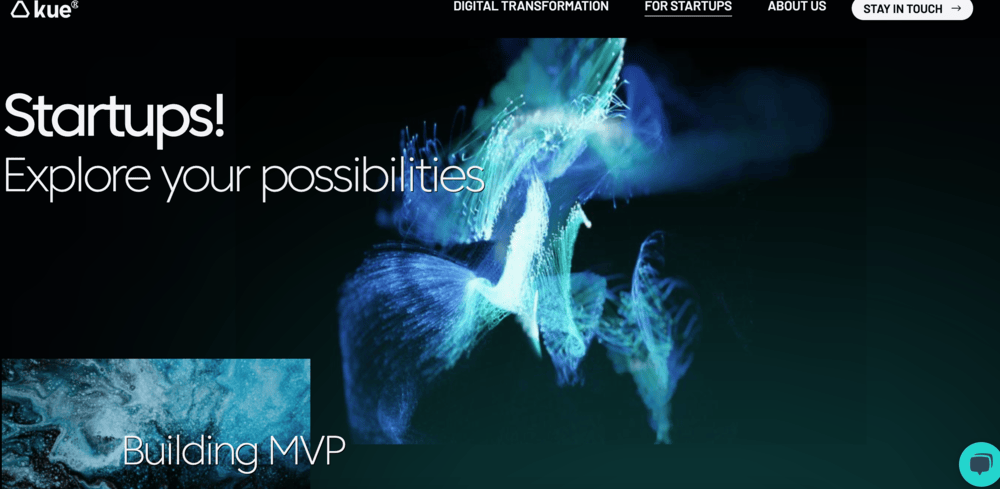 kue®
DIGITAL TRANSFORMATION
FOR STARTUPS
ABOUT US
STAY IN TOUCH →
Startups!
Explore your possibilities
Building MVP